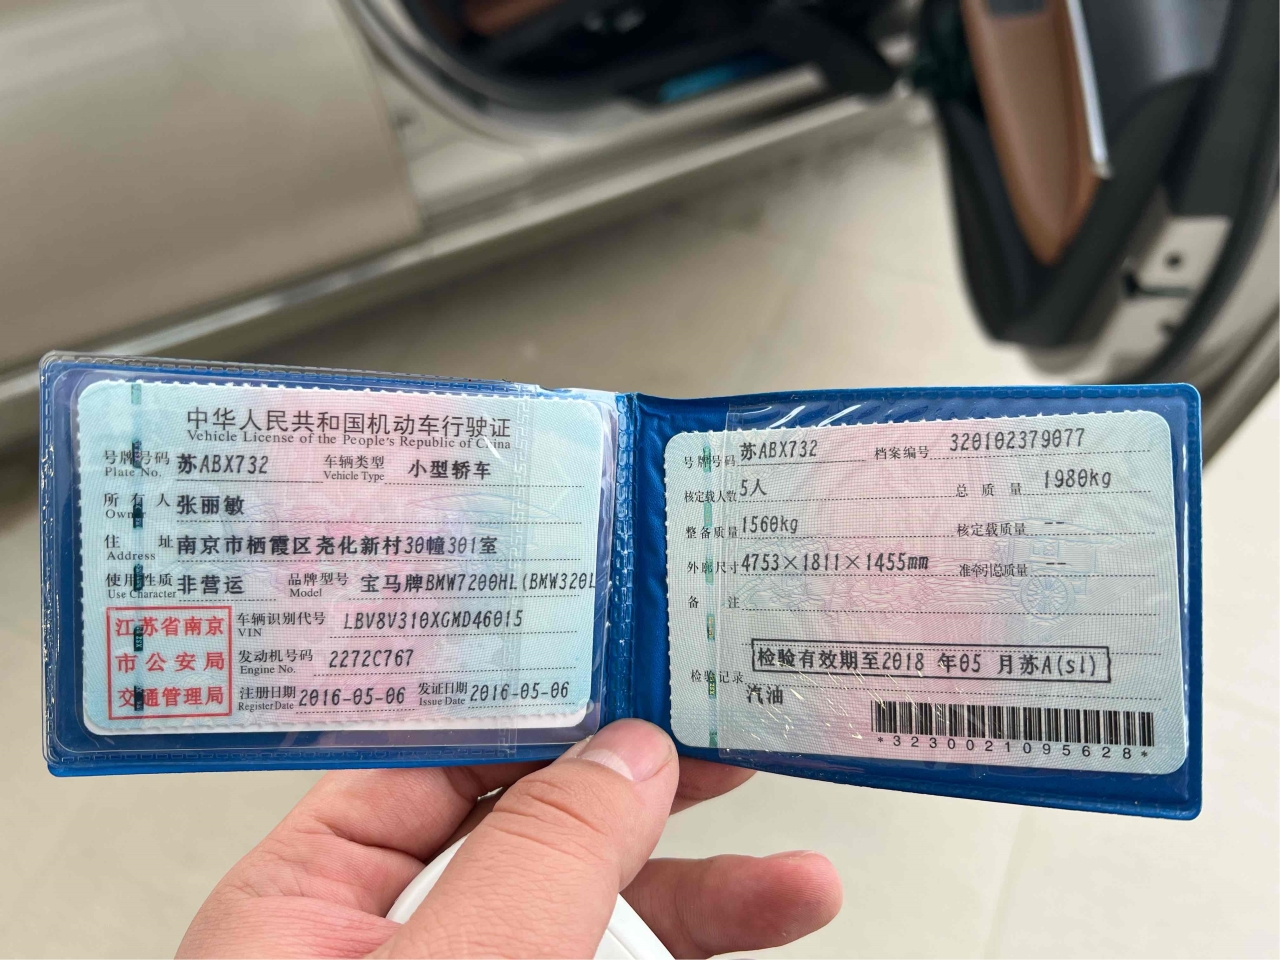 中华人民共和国机动车行驶证
Vehicle License of the People's Republic of China
号牌号码 苏ABX732 车辆类型 小型轿车
Plate No. Vehicle Type
所有人 张丽敏
Owner
住址 南京市栖霞区尧化新村30幢301室
Address
使用性质 非营运 品牌型号 宝马牌BMW7200HL(BMW320L
Use Character Model
江苏省南京
市公安局
交通管理局
车辆识别代号 LBV8V310XGMD46015
VIN
发动机号码 2272C767
Engine No.
注册日期 2016-05-06 发证日期 2016-05-06
Register Date Issue Date
号牌号码 苏ABX732 档案编号 320102379077
核定载人数 5人 总质量 1980kg
整备质量 1560kg 核定载质量 --
外廓尺寸 4753×1811×1455mm 准牵引总质量 --
备注
检验有效期至2018 年05 月苏A(sl)
检验记录
汽油
*3230021095628*